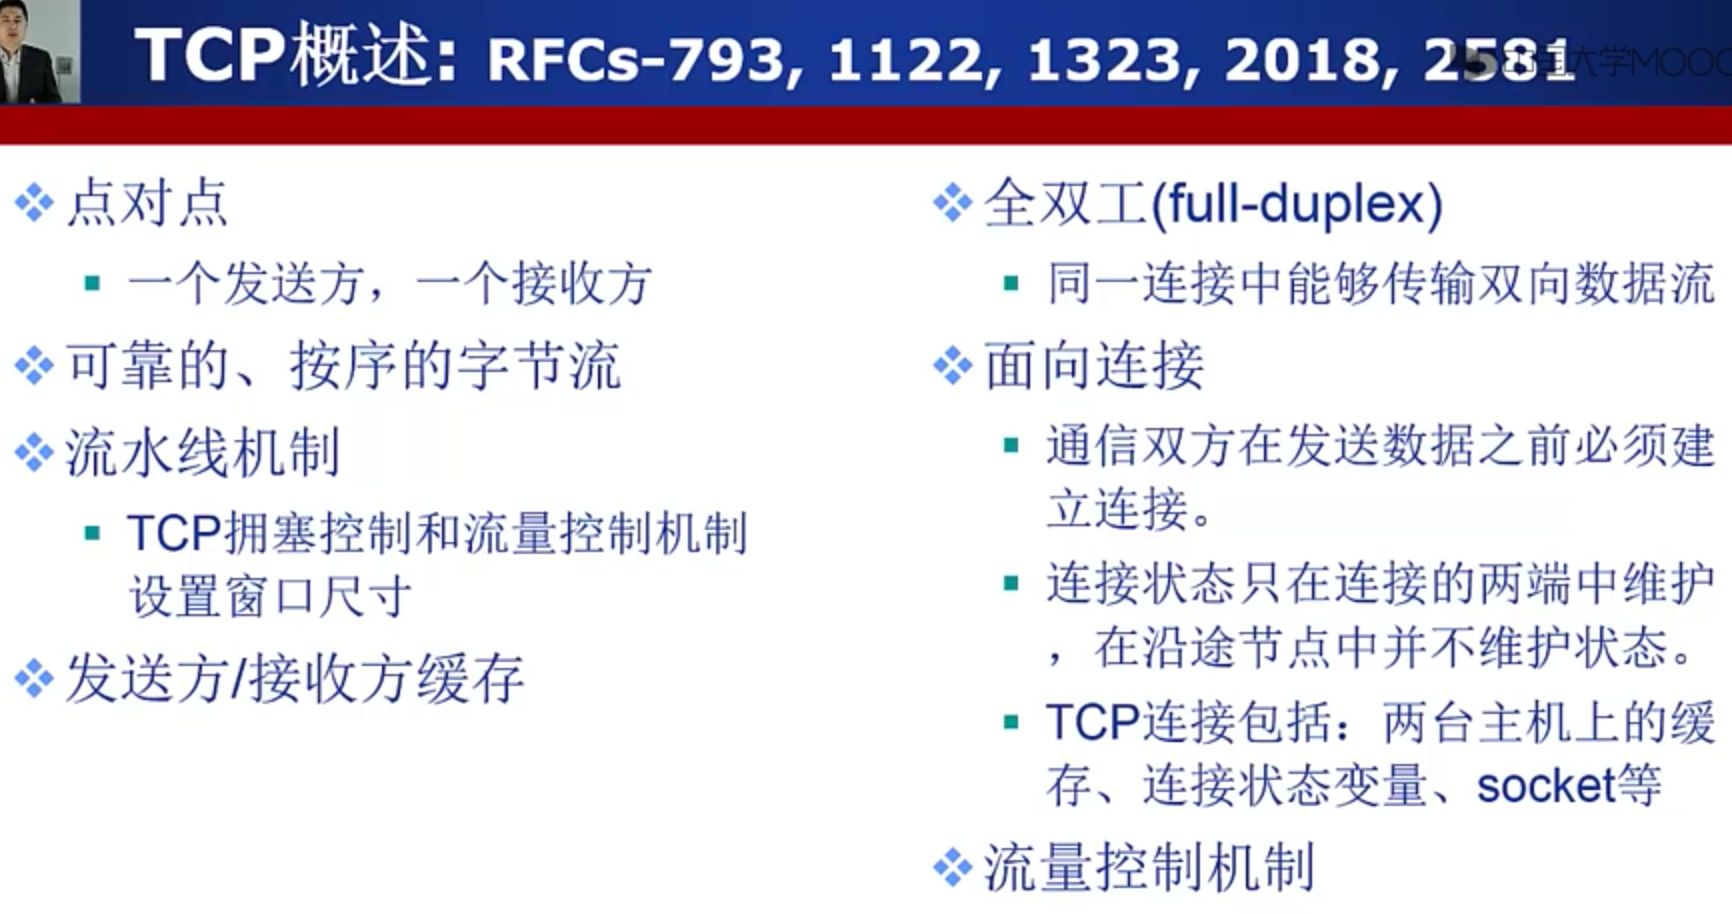 TCP概述: RFCs-793, 1122, 1323, 2018, 2581
中国大学MOOC
点对点
一个发送方，一个接收方
可靠的、按序的字节流
流水线机制
TCP拥塞控制和流量控制机制
设置窗口尺寸
发送方/接收方缓存
全双工(full-duplex)
同一连接中能够传输双向数据流
面向连接
通信双方在发送数据之前必须建
立连接。
连接状态只在连接的两端中维护
，在沿途节点中并不维护状态。
TCP连接包括：两台主机上的缓
存、连接状态变量、socket等
流量控制机制